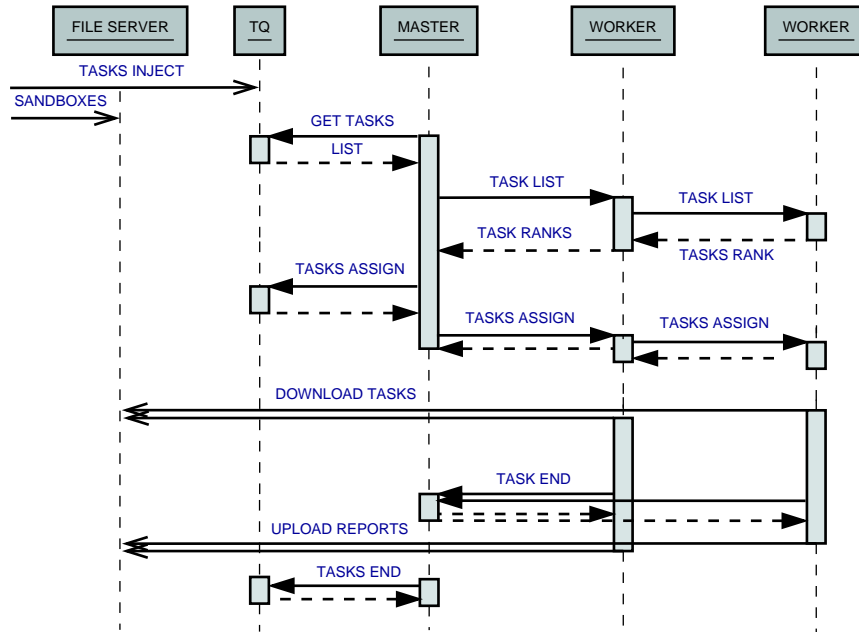 FILE SERVER
TQ
MASTER
WORKER
WORKER
TASKS INJECT
SANDBOXES
GET TASKS
LIST
TASK LIST
TASK LIST
TASK RANKS
TASKS RANK
TASKS ASSIGN
TASKS ASSIGN
TASKS ASSIGN
DOWNLOAD TASKS
TASK END
UPLOAD REPORTS
TASKS END